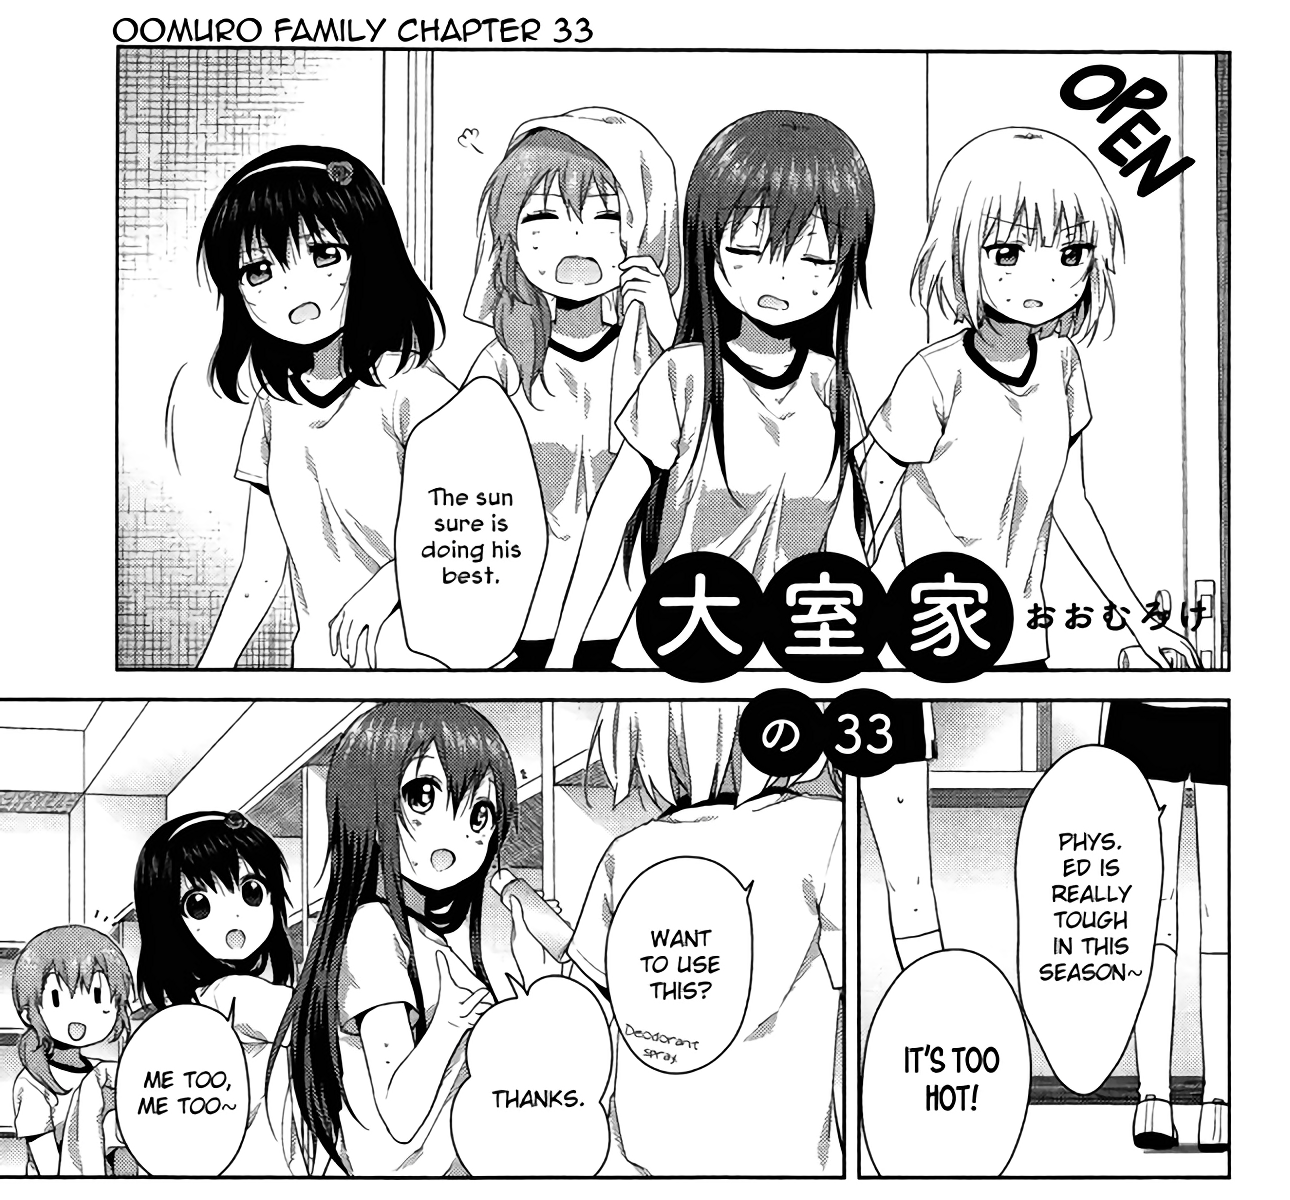 OOMURO FAMILY CHAPTER 33
OPEN
The sun
sure is
doing his
best.
大室家
おおむろけ
の33
PHYS.
ED IS
REALLY
TOUGH
IN THIS
SEASON~
IT'S TOO
HOT!
WANT
TO USE
THIS?
Deodorant
spray
THANKS.
ME TOO,
ME TOO~